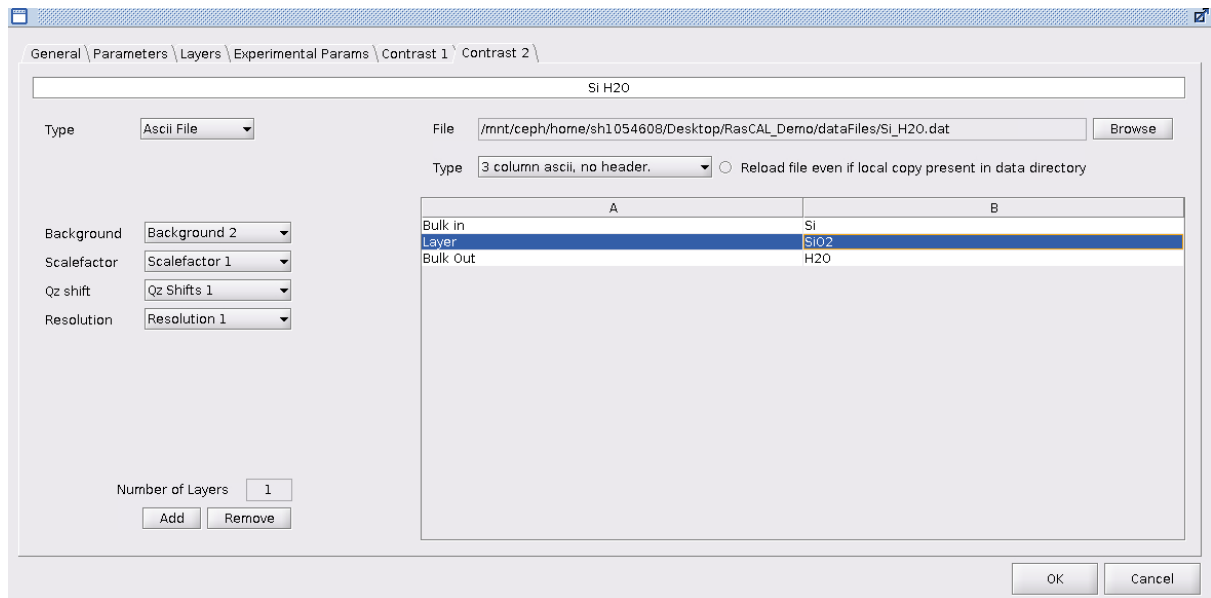 General Parameters Layers Experimental Params Contrast 1 Contrast 2
Si H2O
Type Ascii File File /mnt/ceph/home/sh1054608/Desktop/RasCAL_Demo/dataFiles/Si_H2O.dat Browse
Type 3 column ascii, no header. Reload file even if local copy present in data directory
A B
Bulk in Si
Background Background 2
Layer SiO2
Scalefactor Scalefactor 1
Bulk Out H2O
Qz shift Qz Shifts 1
Resolution Resolution 1
Number of Layers 1
Add Remove
OK Cancel